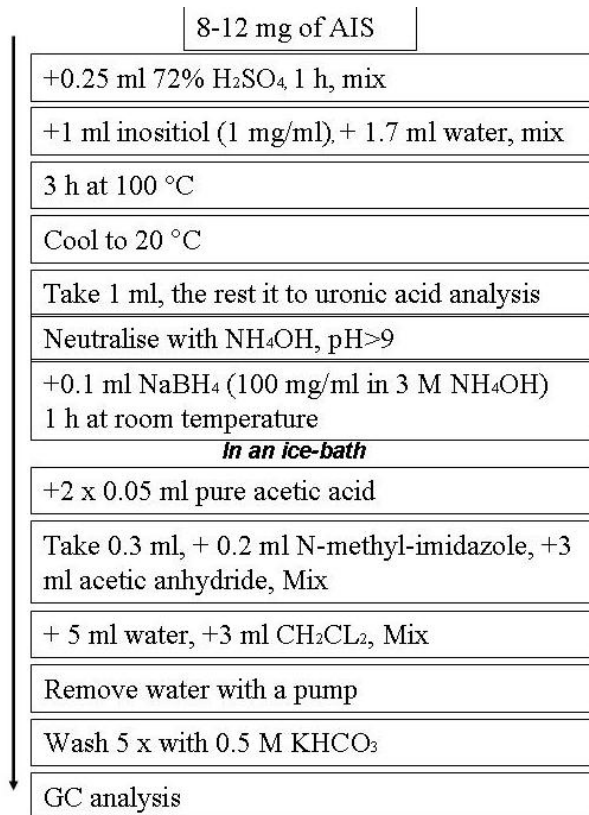 8-12 mg of AIS
+0.25 ml 72% H₂SO₄, 1 h, mix
+1 ml inositiol (1 mg/ml), + 1.7 ml water, mix
3 h at 100 °C
Cool to 20 °C
Take 1 ml, the rest it to uronic acid analysis
Neutralise with NH₄OH, pH>9
+0.1 ml NaBH₄ (100 mg/ml in 3 M NH₄OH)
1 h at room temperature
In an ice-bath
+2 x 0.05 ml pure acetic acid
Take 0.3 ml, + 0.2 ml N-methyl-imidazole, +3
ml acetic anhydride, Mix
+ 5 ml water, +3 ml CH₂CL₂, Mix
Remove water with a pump
Wash 5 x with 0.5 M KHCO₃
GC analysis